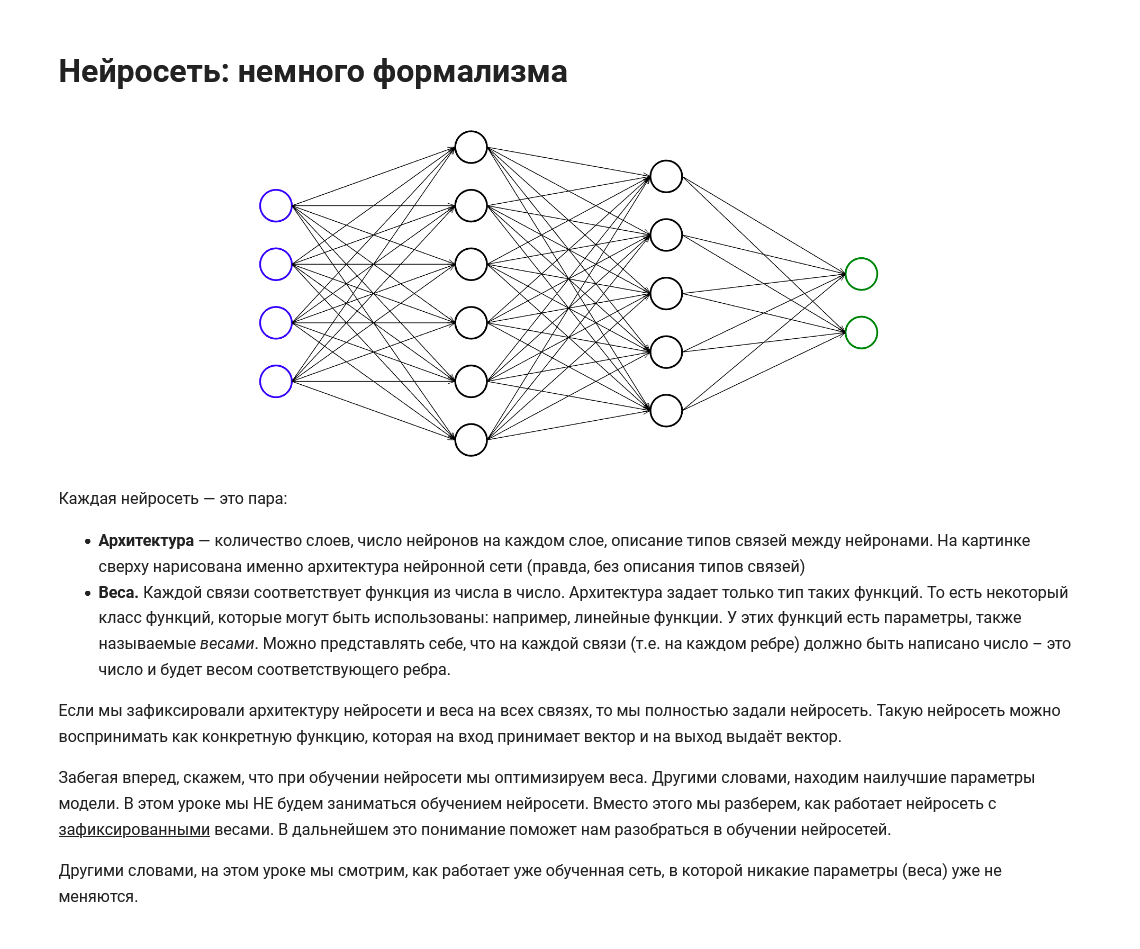 Нейросеть: немного формализма
Каждая нейросеть — это пара:
• Архитектура — количество слоев, число нейронов на каждом слое, описание типов связей между нейронами. На картинке
сверху нарисована именно архитектура нейронной сети (правда, без описания типов связей)
• Веса. Каждой связи соответствует функция из числа в число. Архитектура задает только тип таких функций. То есть некоторый
класс функций, которые могут быть использованы: например, линейные функции. У этих функций есть параметры, также
называемые весами. Можно представлять себе, что на каждой связи (т.е. на каждом ребре) должно быть написано число – это
число и будет весом соответствующего ребра.
Если мы зафиксировали архитектуру нейросети и веса на всех связях, то мы полностью задали нейросеть. Такую нейросеть можно
воспринимать как конкретную функцию, которая на вход принимает вектор и на выход выдаёт вектор.
Забегая вперед, скажем, что при обучении нейросети мы оптимизируем веса. Другими словами, находим наилучшие параметры
модели. В этом уроке мы НЕ будем заниматься обучением нейросети. Вместо этого мы разберем, как работает нейросеть с
зафиксированными весами. В дальнейшем это понимание поможет нам разобраться в обучении нейросетей.
Другими словами, на этом уроке мы смотрим, как работает уже обученная сеть, в которой никакие параметры (веса) уже не
меняются.